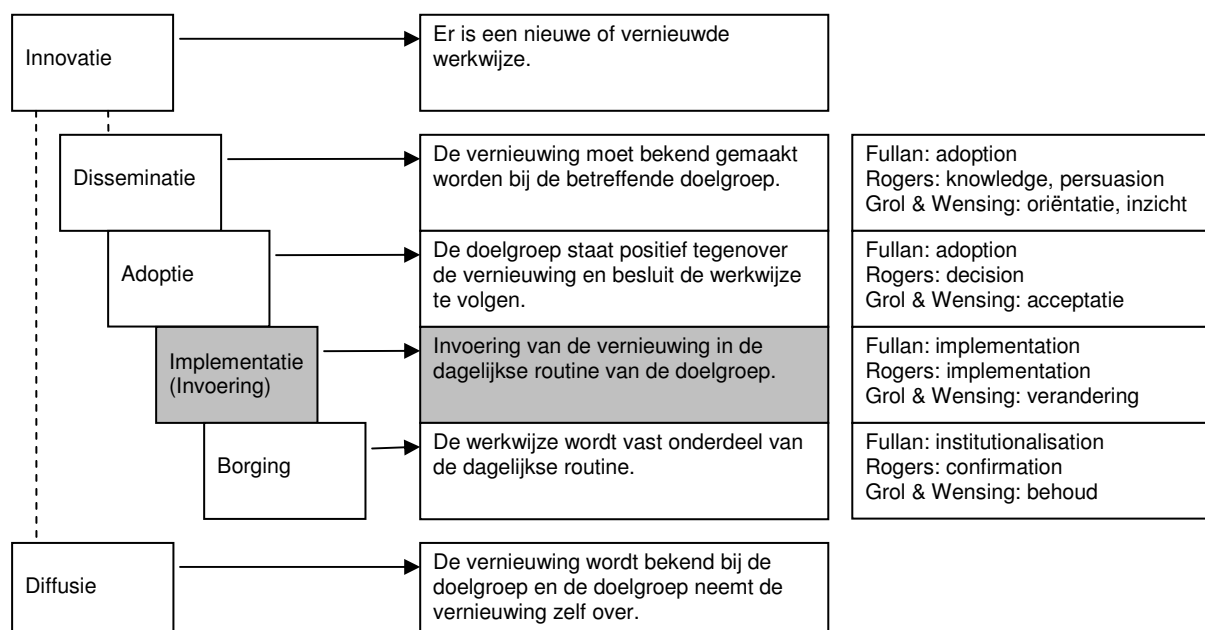 Innovatie
Er is een nieuwe of vernieuwde
werkwijze.
Disseminatie
De vernieuwing moet bekend gemaakt
worden bij de betreffende doelgroep.
Fullan: adoption
Rogers: knowledge, persuasion
Grol & Wensing: oriëntatie, inzicht
Adoptie
De doelgroep staat positief tegenover
de vernieuwing en besluit de werkwijze
te volgen.
Fullan: adoption
Rogers: decision
Grol & Wensing: acceptatie
Implementatie
(Invoering)
Invoering van de vernieuwing in de
dagelijkse routine van de doelgroep.
Fullan: implementation
Rogers: implementation
Grol & Wensing: verandering
Borging
De werkwijze wordt vast onderdeel van
de dagelijkse routine.
Fullan: institutionalisation
Rogers: confirmation
Grol & Wensing: behoud
Diffusie
De vernieuwing wordt bekend bij de
doelgroep en de doelgroep neemt de
vernieuwing zelf over.